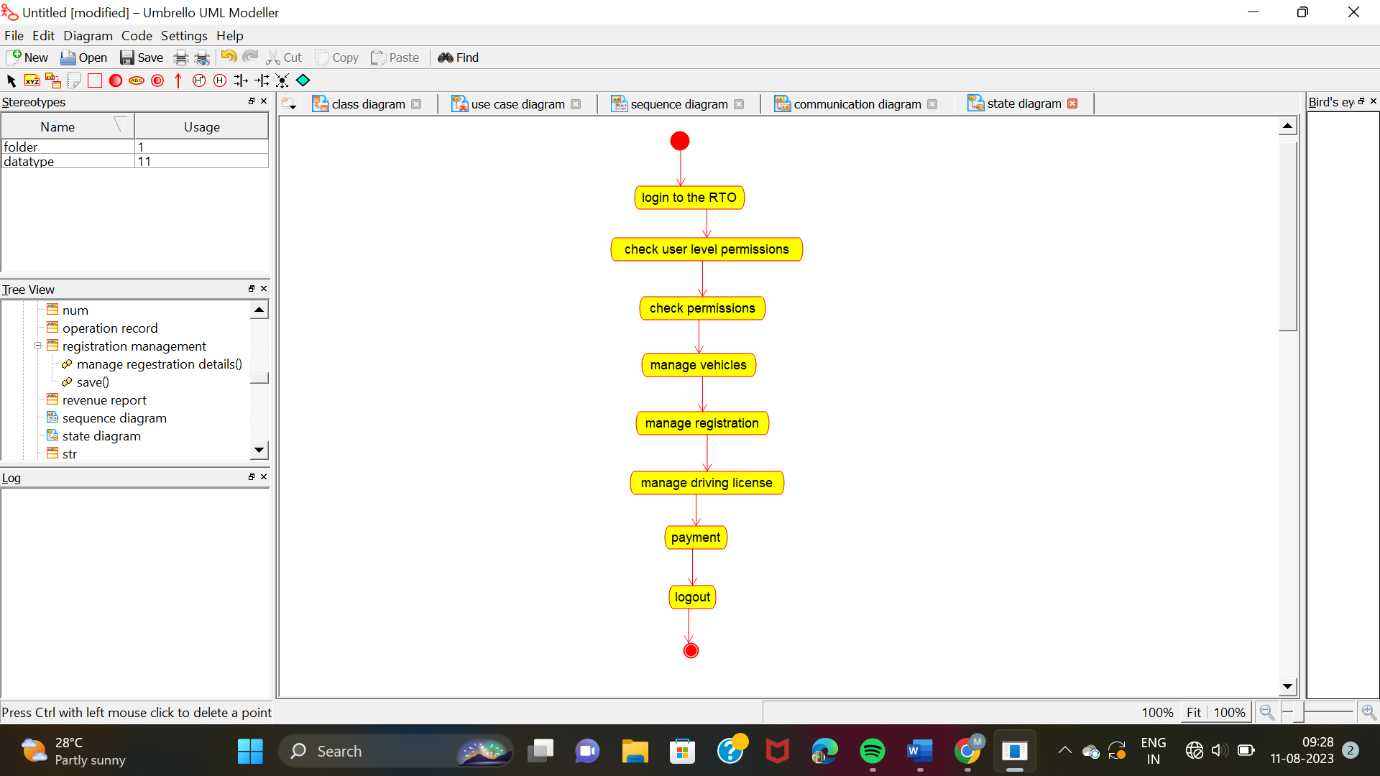 Untitled [modified] – Umbrello UML Modeller
File Edit Diagram Code Settings Help
New Open Save Cut Copy Paste Find
Stereotypes
class diagram use case diagram sequence diagram communication diagram state diagram
Bird's ey
Name Usage
folder 1
datatype 11
login to the RTO
check user level permissions
check permissions
manage vehicles
manage registration
manage driving license
payment
logout
Tree View
num
operation record
registration management
manage regestration details()
save()
revenue report
sequence diagram
state diagram
str
Log
Press Ctrl with left mouse click to delete a point
100% Fit 100%
28°C
Partly sunny
Search
ENG
IN
09:28
11-08-2023
2